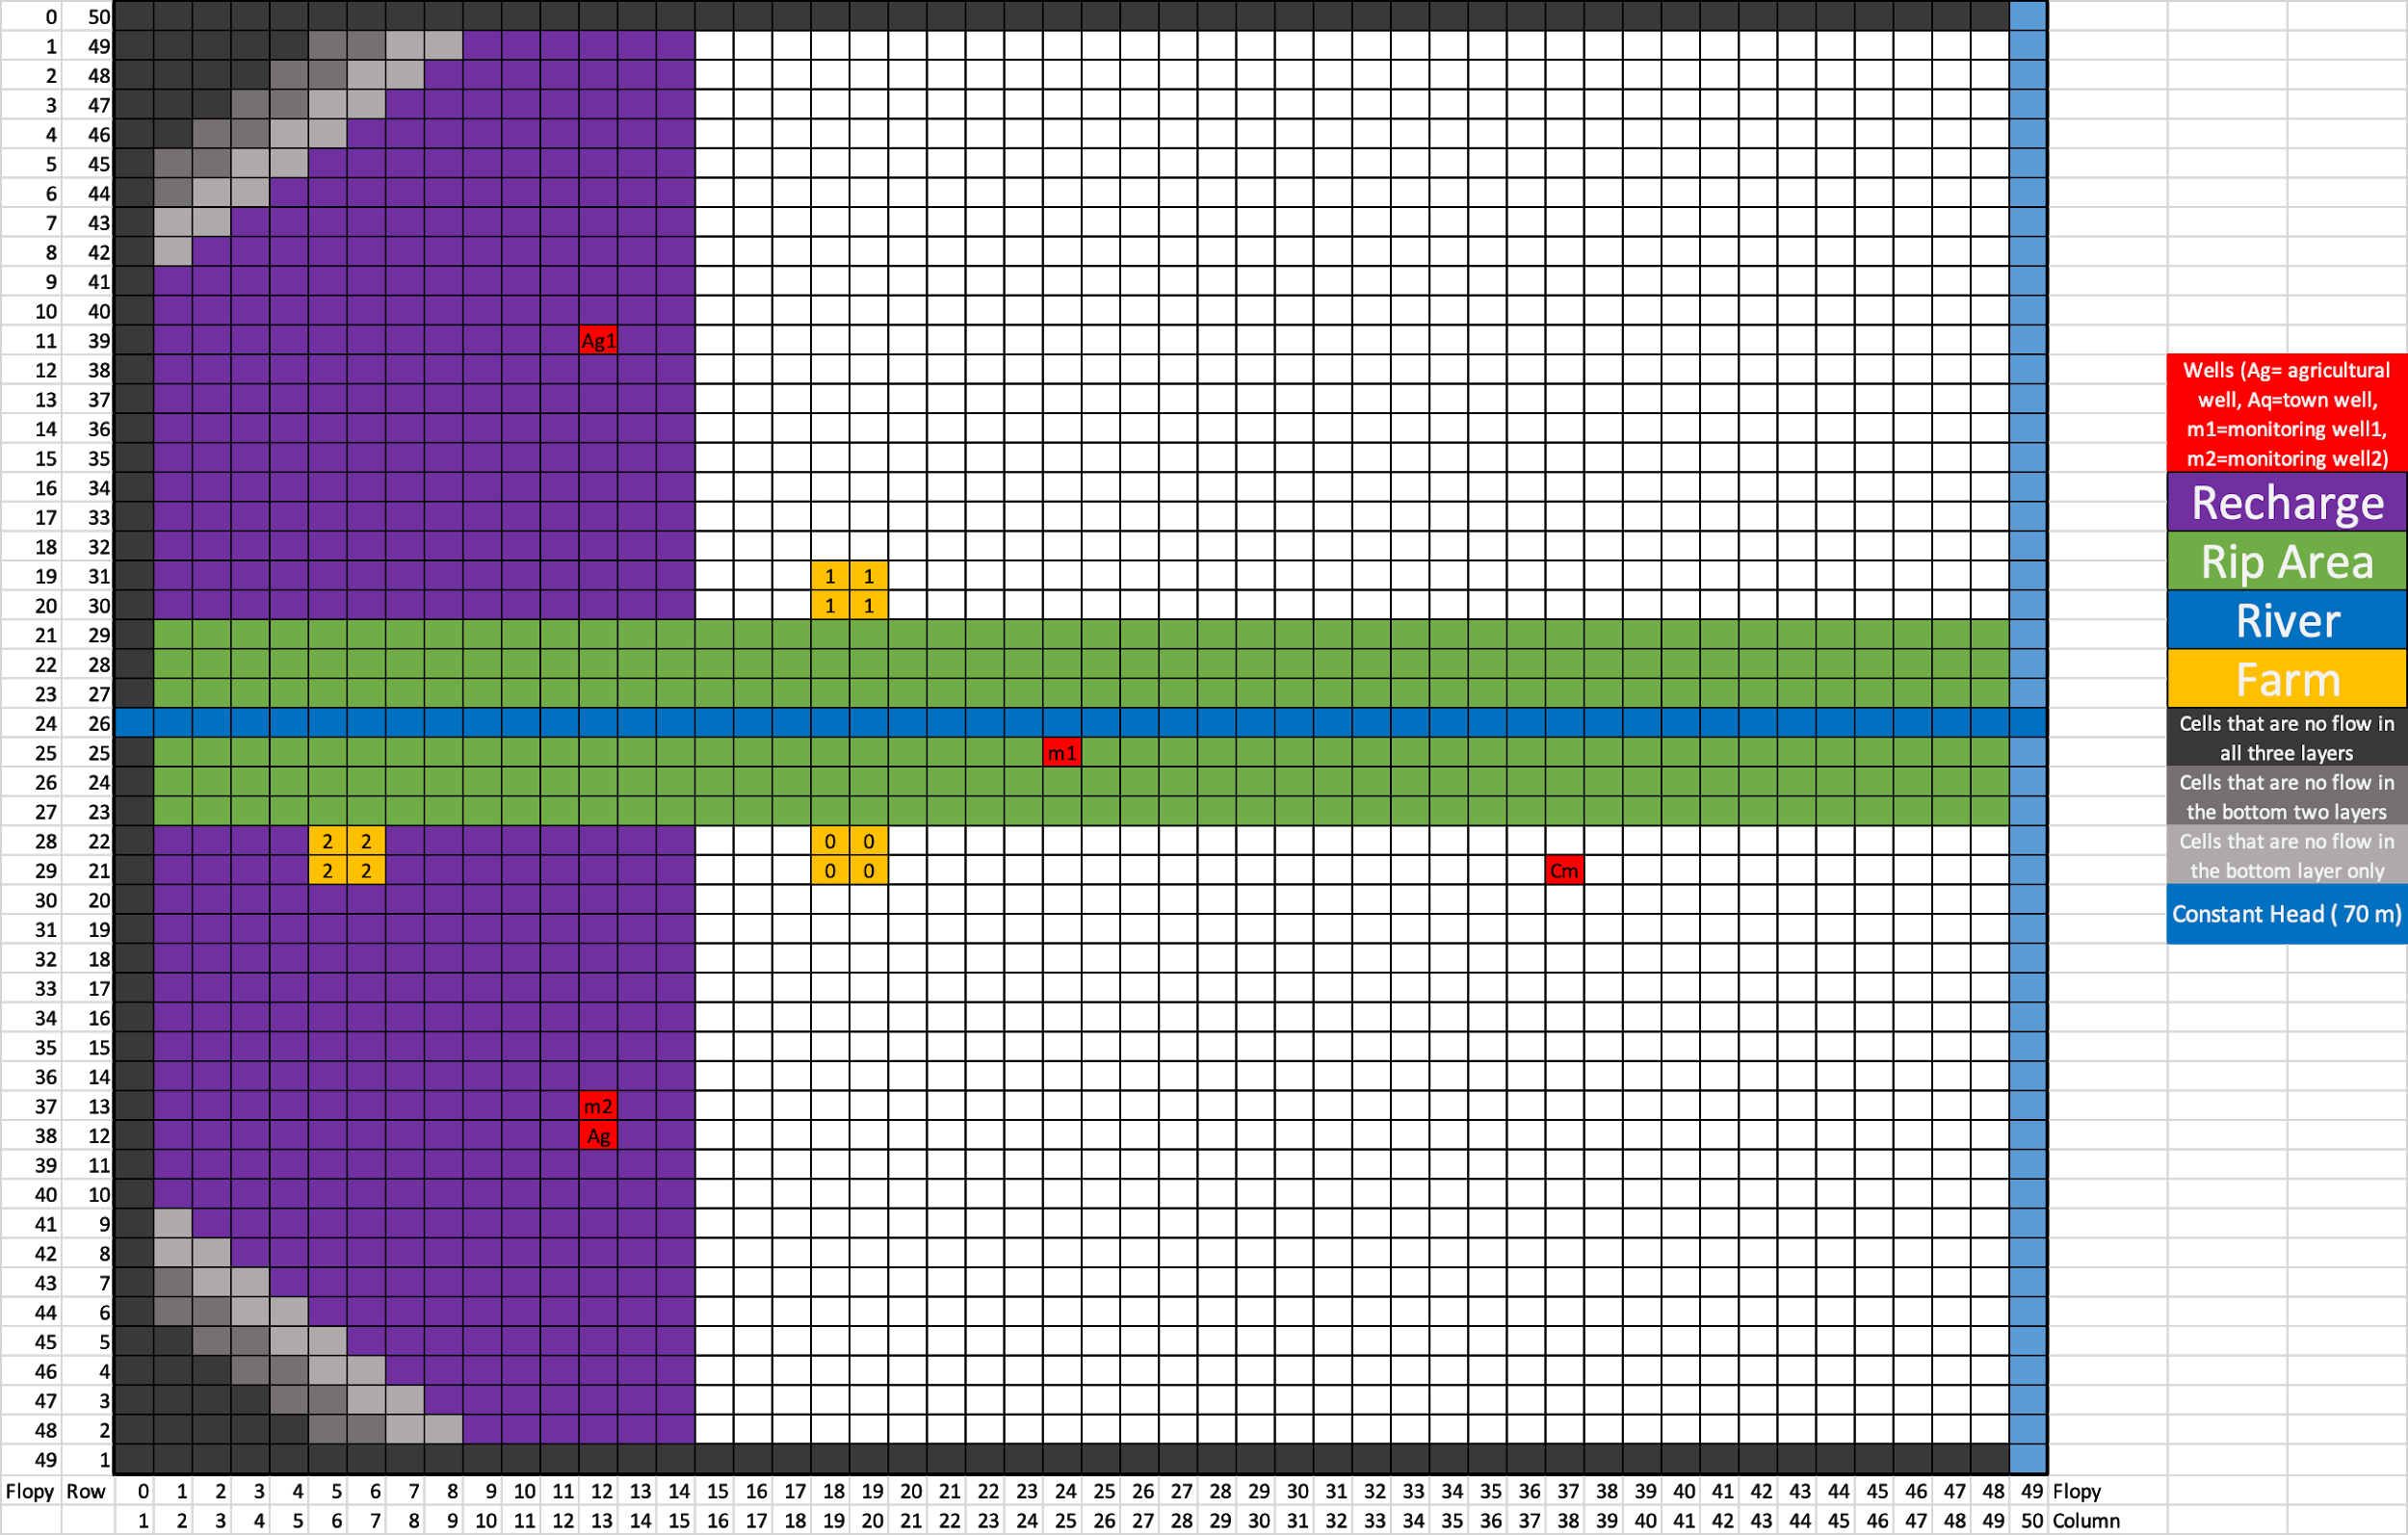 0 50
1 49
2 48
3 47
4 46
5 45
6 44
7 43
8 42
9 41
10 40
11 39 Ag1
12 38 Wells (Ag= agricultural
13 37 well, Aq=town well,
14 36 m1=monitoring well1,
15 35 m2=monitoring well2)
16 34
17 33 Recharge
18 32
19 31 1 1 Rip Area
20 30 1 1
21 29 River
22 28
23 27 Farm
24 26 Cells that are no flow in
25 25 m1 all three layers
26 24 Cells that are no flow in
27 23 the bottom two layers
28 22 2 2 0 0 Cells that are no flow in
29 21 2 2 0 0 Cm the bottom layer only
30 20 Constant Head ( 70 m)
31 19
32 18
33 17
34 16
35 15
36 14
37 13 m2
38 12 Ag
39 11
40 10
41 9
42 8
43 7
44 6
45 5
46 4
47 3
48 2
49 1
Flopy Row 0 1 2 3 4 5 6 7 8 9 10 11 12 13 14 15 16 17 18 19 20 21 22 23 24 25 26 27 28 29 30 31 32 33 34 35 36 37 38 39 40 41 42 43 44 45 46 47 48 49 Flopy
1 2 3 4 5 6 7 8 9 10 11 12 13 14 15 16 17 18 19 20 21 22 23 24 25 26 27 28 29 30 31 32 33 34 35 36 37 38 39 40 41 42 43 44 45 46 47 48 49 50 Column